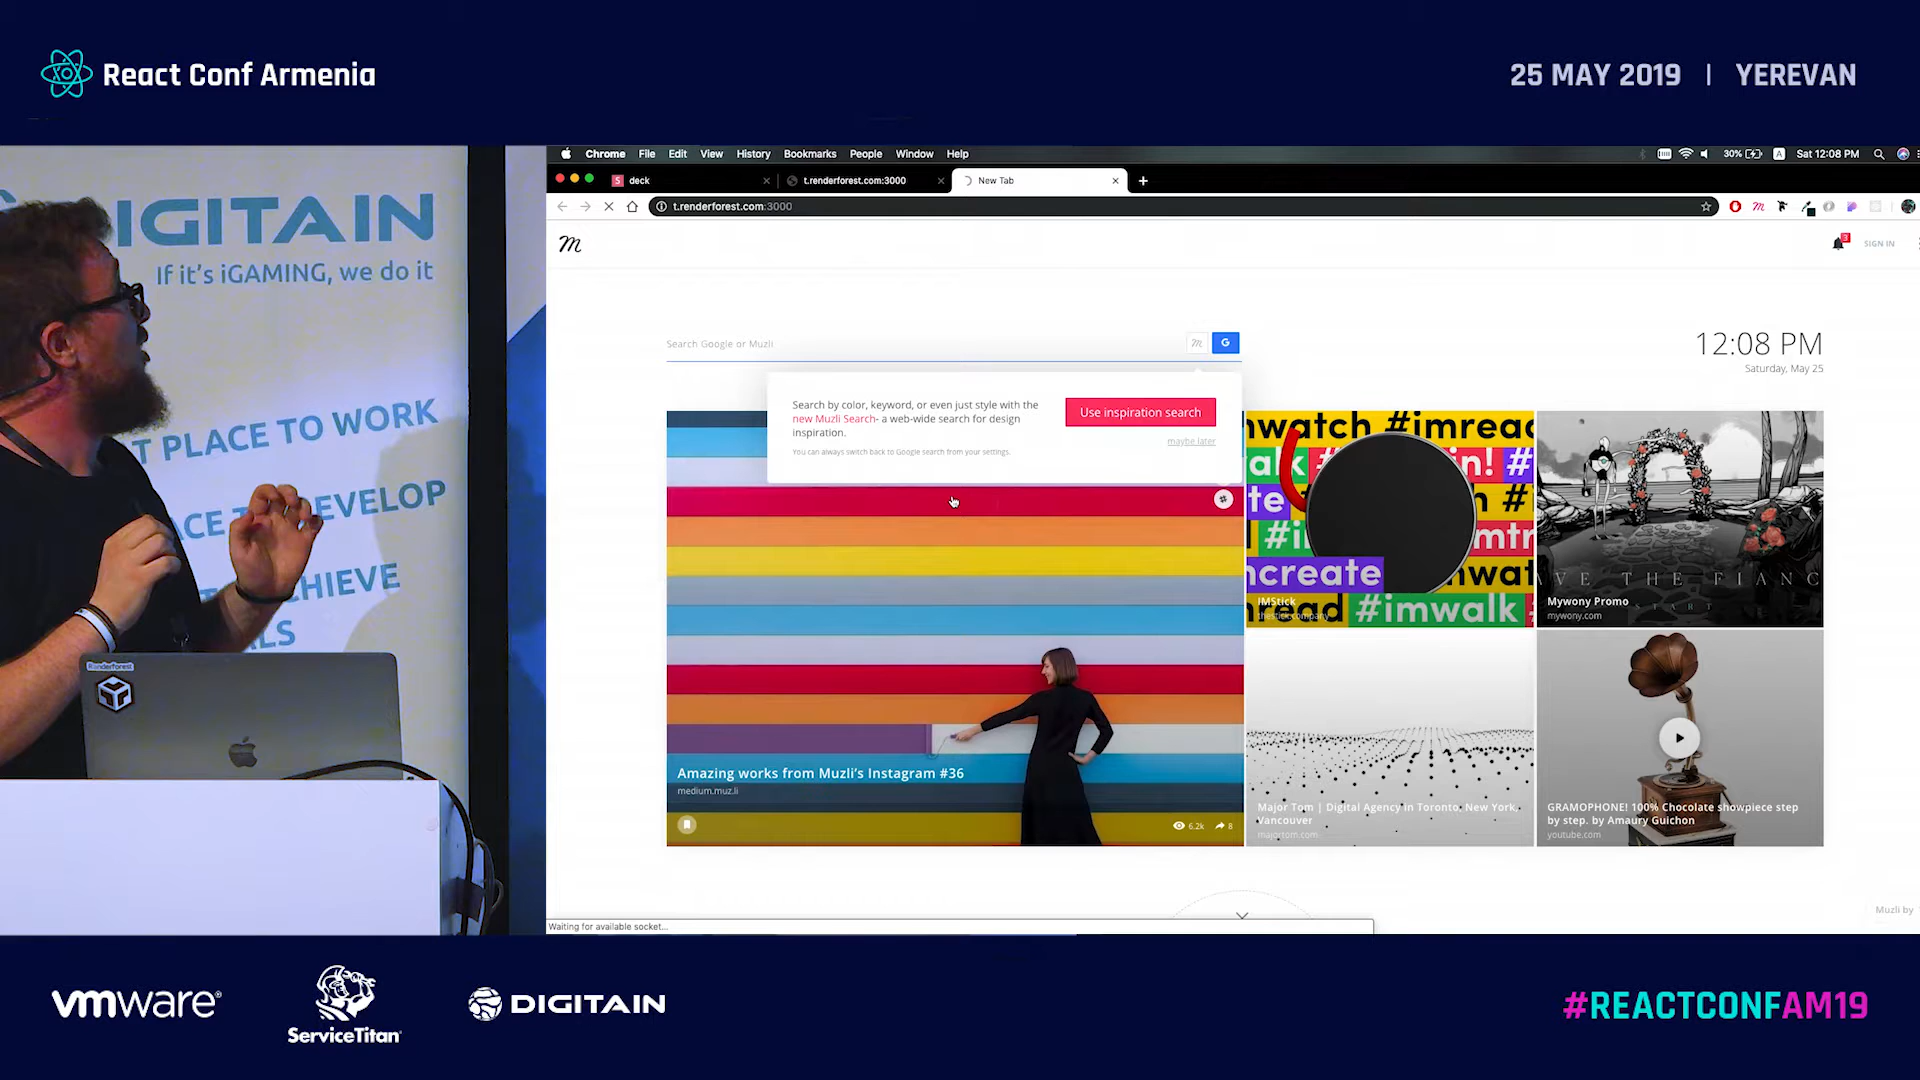 React Conf Armenia
25 MAY 2019 | YEREVAN
DIGITAIN
If it's iGAMING, we do it
PLACE TO WORK
DEVELOP
Renderforest
Chrome File Edit View History Bookmarks People Window Help
30% A Sat 12:08 PM
deck
t.renderforest.com:3000
New Tab
t.renderforest.com:3000
SIGN IN
Search Google or Muzli
G
12:08 PM
Saturday, May 25
Search by color, keyword, or even just style with the
new Muzli Search- a web-wide search for design
inspiration.
You can always switch back to Google search from your settings.
Use inspiration search
maybe later
Amazing works from Muzli's Instagram #36
medium.muz.li
6.2k 8
#imwalk
IMStick
thestick.company
Mywony Promo
mywony.com
Major Tom | Digital Agency in Toronto, New York,
Vancouver
majortom.com
GRAMOPHONE! 100% Chocolate showpiece step
by step. by Amaury Guichon
youtube.com
Muzli by
Waiting for available socket...
vmware®
ServiceTitan
DIGITAIN
#REACTCONFAM19